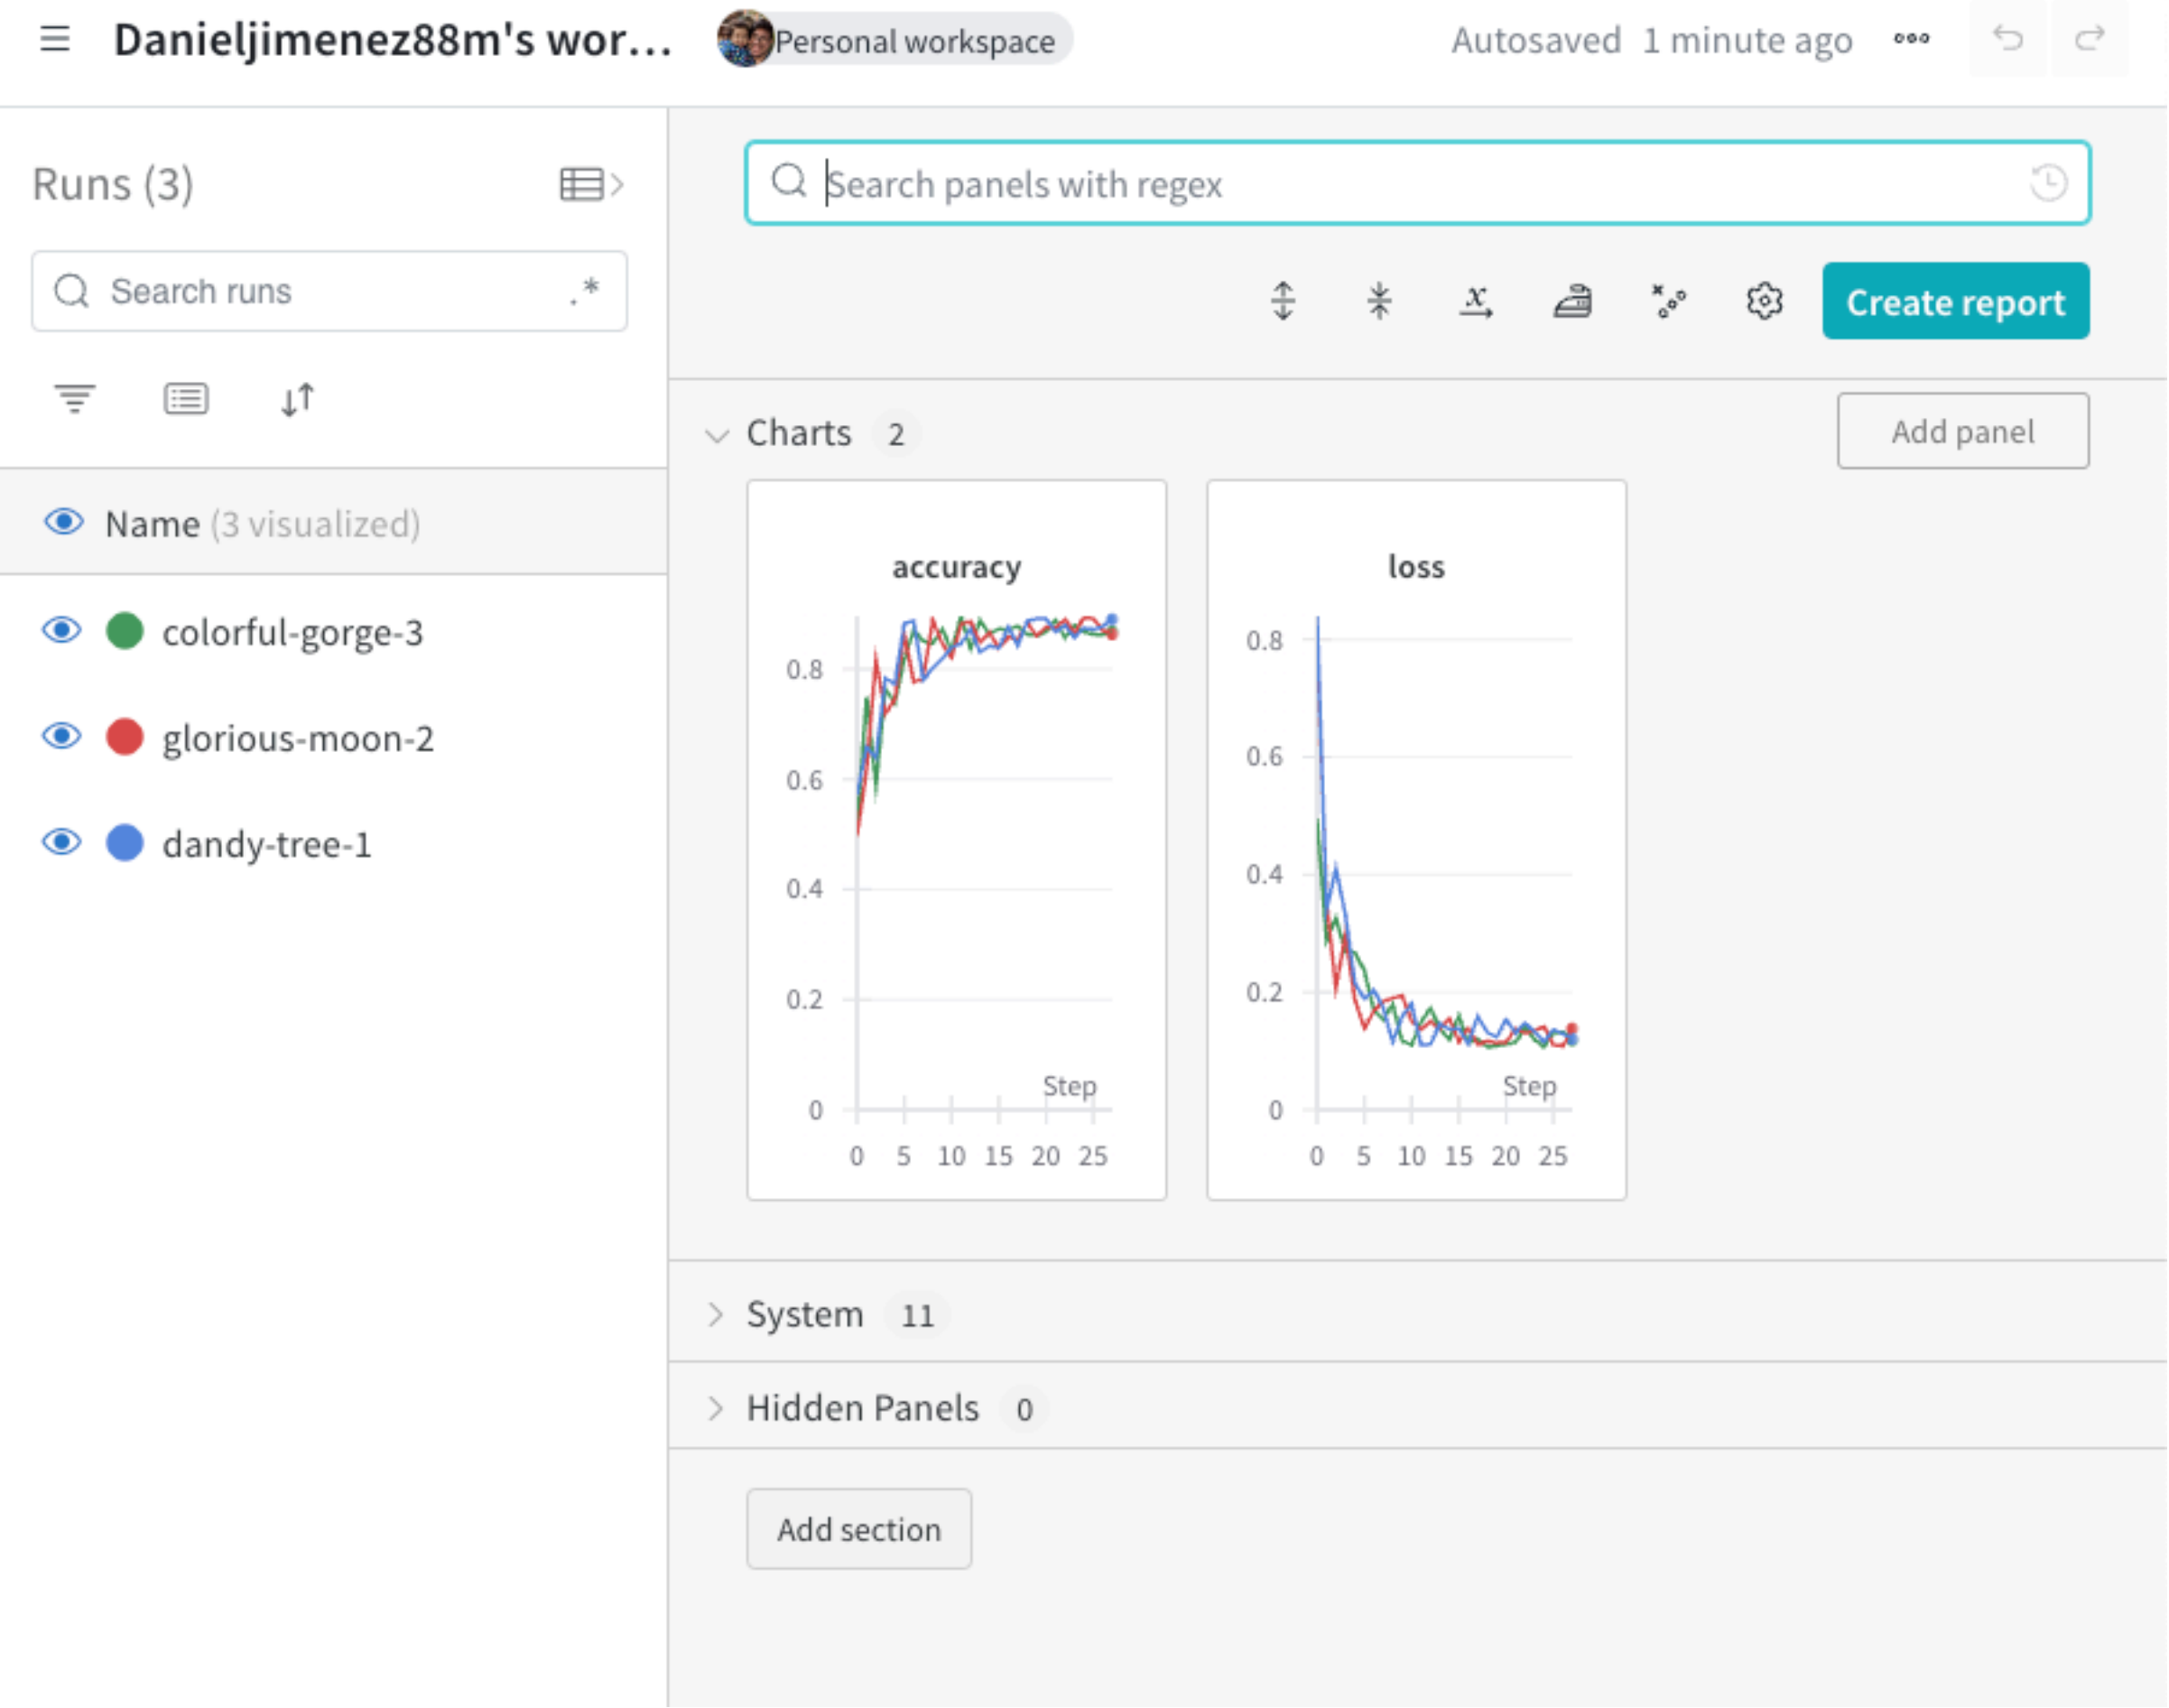 Danieljimenez88m's wor...
Personal workspace
Autosaved 1 minute ago
Runs (3)
Search runs
.*
Name (3 visualized)
colorful-gorge-3
glorious-moon-2
dandy-tree-1
Search panels with regex
x
Create report
Charts 2
Add panel
accuracy
0.8
0.6
0.4
0.2
0
Step
0 5 10 15 20 25
loss
0.8
0.6
0.4
0.2
0
Step
0 5 10 15 20 25
System 11
Hidden Panels 0
Add section